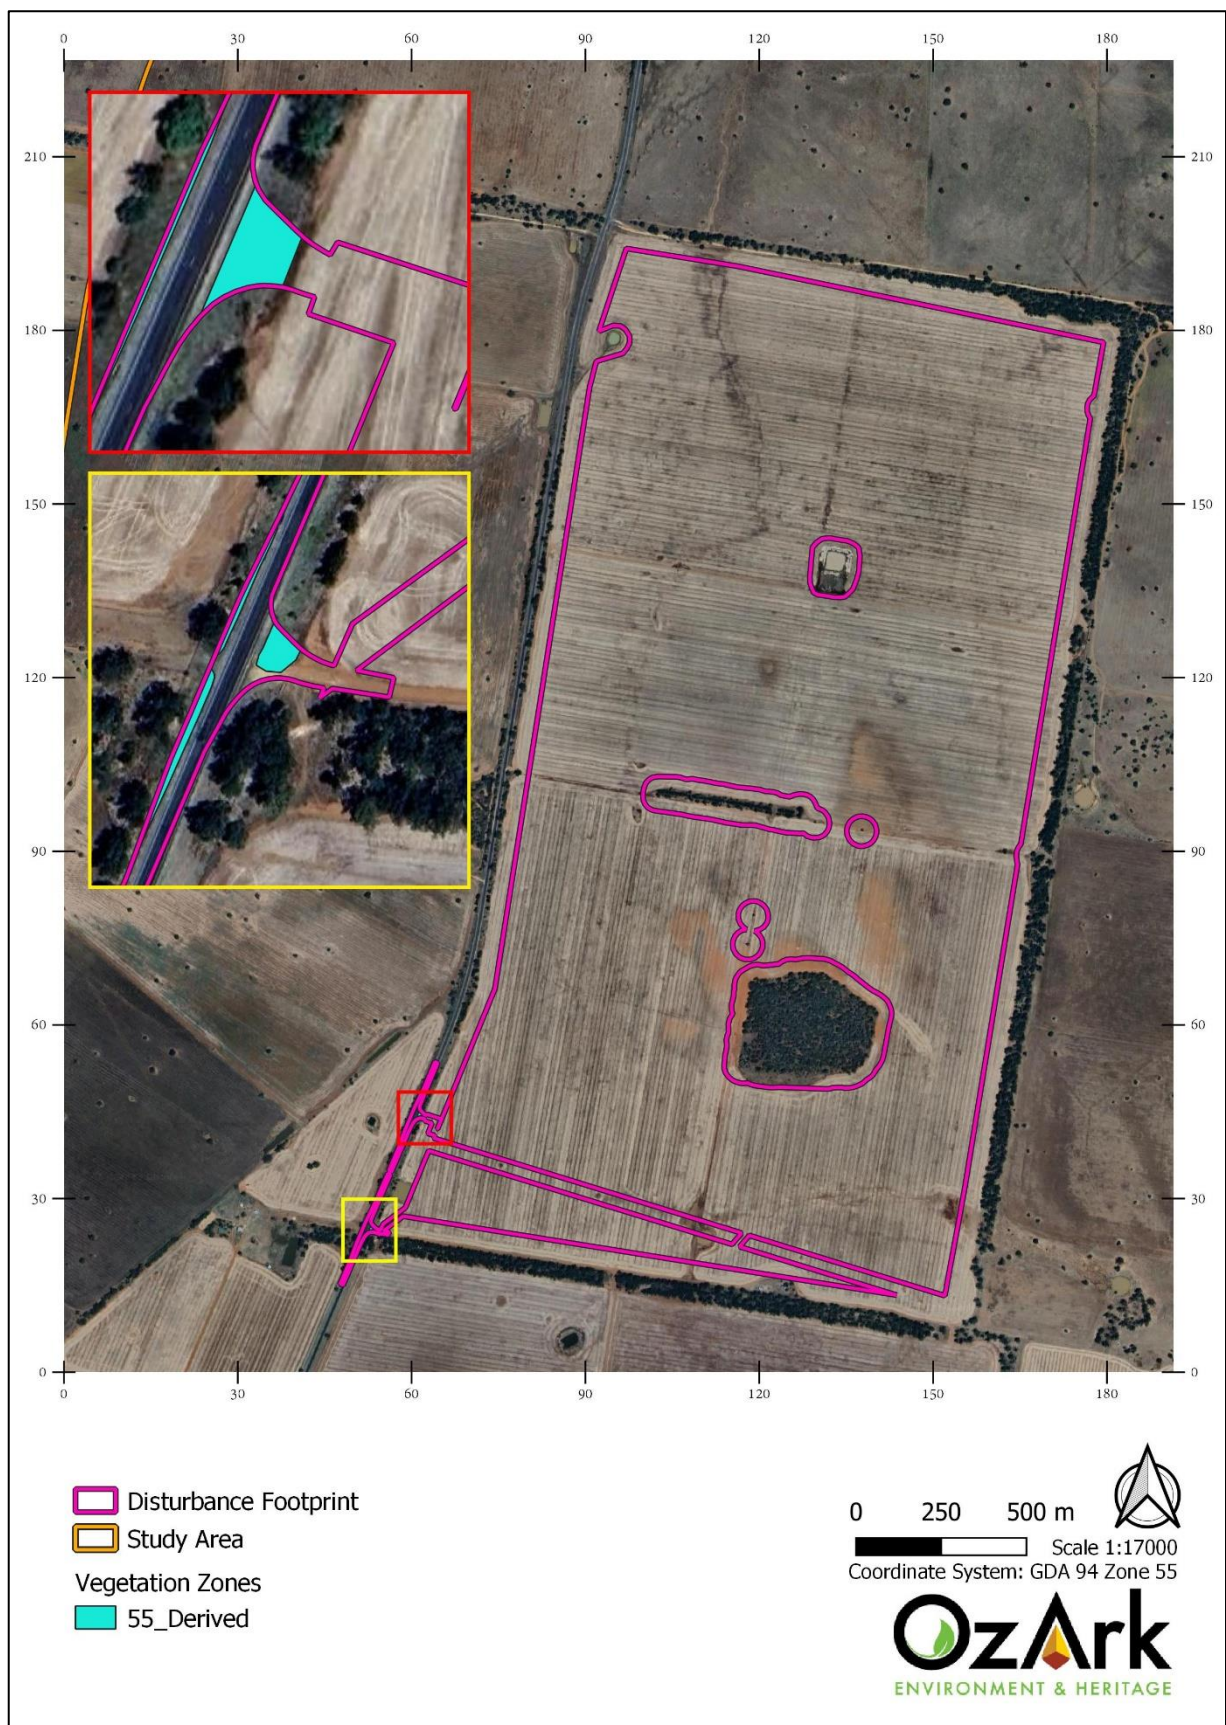 0 30 60 90 120 150 180
210 210
180 180
150 150
120 120
90 90
60 60
30 30
0 0
0 30 60 90 120 150 180
Disturbance Footprint
Study Area
Vegetation Zones
55_Derived
0 250 500 m
Scale 1:17000
Coordinate System: GDA 94 Zone 55
OzArk
ENVIRONMENT & HERITAGE